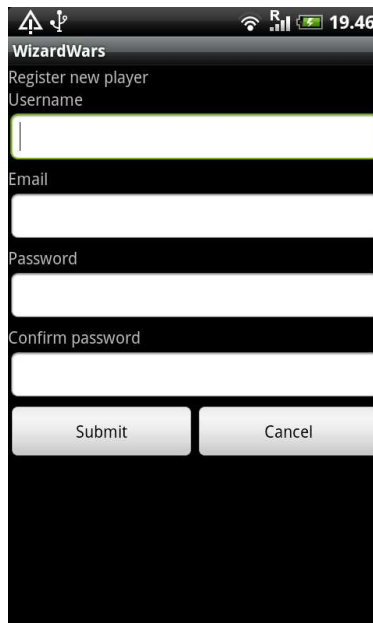 R 19.46
WizardWars
Register new player
Username
Email
Password
Confirm password
Submit Cancel